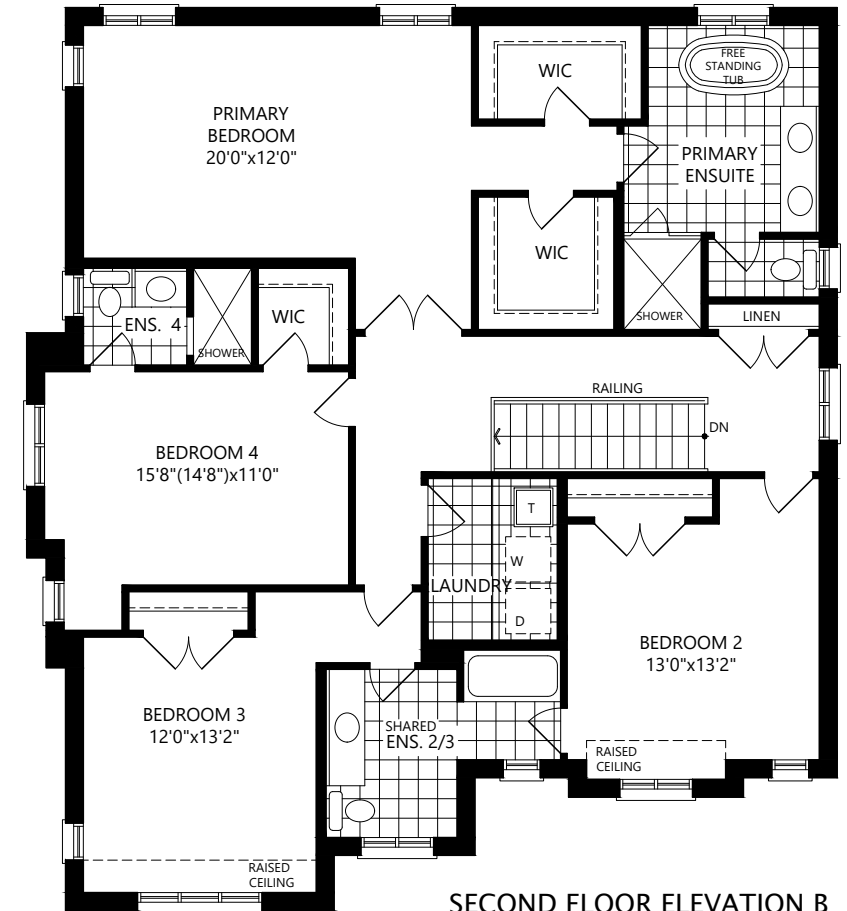 FREE
STANDING
TUB
WIC
PRIMARY
BEDROOM
20'0"x12'0"
PRIMARY
ENSUITE
WIC
ENS. 4
WIC
SHOWER
SHOWER
LINEN
RAILING
DN
BEDROOM 4
15'8"(14'8")x11'0"
T
W
LAUNDRY
D
BEDROOM 2
13'0"x13'2"
BEDROOM 3
12'0"x13'2"
SHARED
ENS. 2/3
RAISED
CEILING
RAISED
CEILING
SECOND FLOOR ELEVATION B